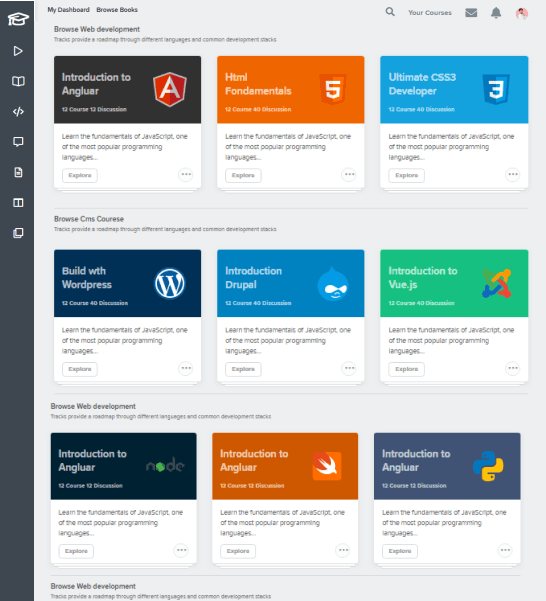 My Dashboard Browse Books
Your Courses
Browse Web development
Tracks provide a roadmap through different languages and common development stacks
Introduction to
Angluar
12 Course 12 Discussion
Learn the fundamentals of JavaScript, one
of the most popular programming
languages...
Explore
Html
Fondamentals
12 Course 40 Discussion
Learn the fundamentals of JavaScript, one
of the most popular programming
languages...
Explore
Ultimate CSS3
Developer
12 Course 40 Discussion
Learn the fundamentals of JavaScript, one
of the most popular programming
languages...
Explore
Browse Cms Courese
Tracks provide a roadmap through different languages and common development stacks
Build wth
Wordpress
12 Course 40 Discussion
Learn the fundamentals of JavaScript, one
of the most popular programming
languages...
Explore
Introduction
Drupal
12 Course 40 Discussion
Learn the fundamentals of JavaScript, one
of the most popular programming
languages...
Explore
Introduction to
Vue.js
12 Course 40 Discussion
Learn the fundamentals of JavaScript, one
of the most popular programming
languages...
Explore
Browse Web development
Tracks provide a roadmap through different languages and common development stacks
Introduction to
Angluar
12 Course 12 Discussion
node
Learn the fundamentals of JavaScript, one
of the most popular programming
languages...
Explore
Introduction to
Angluar
12 Course 12 Discussion
Learn the fundamentals of JavaScript, one
of the most popular programming
languages...
Explore
Introduction to
Angluar
12 Course 12 Discussion
Learn the fundamentals of JavaScript, one
of the most popular programming
languages...
Explore
Browse Web development
Tracks provide a roadmap through different languages and common development stacks